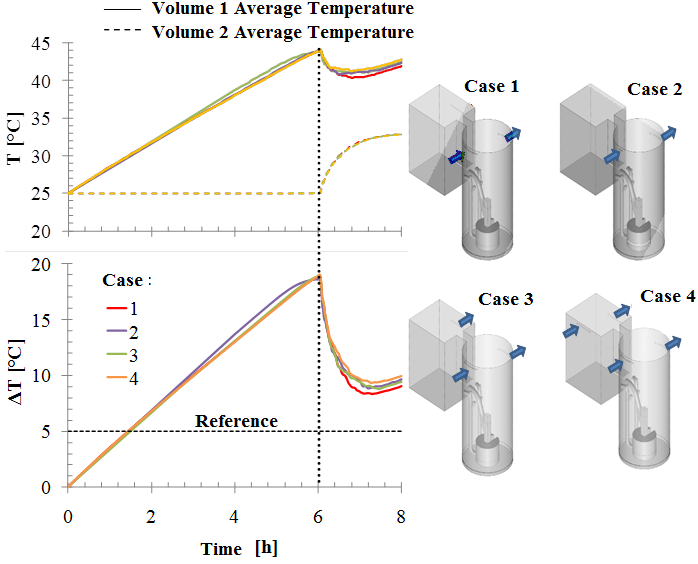 Volume 1 Average Temperature
Volume 2 Average Temperature
T [°C]
45
40
35
30
25
20
Case 1
Case 2
ΔT [°C]
20
15
10
5
0
Case :
1
2
3
4
Reference
0
2
4
6
8
Time [h]
Case 3
Case 4